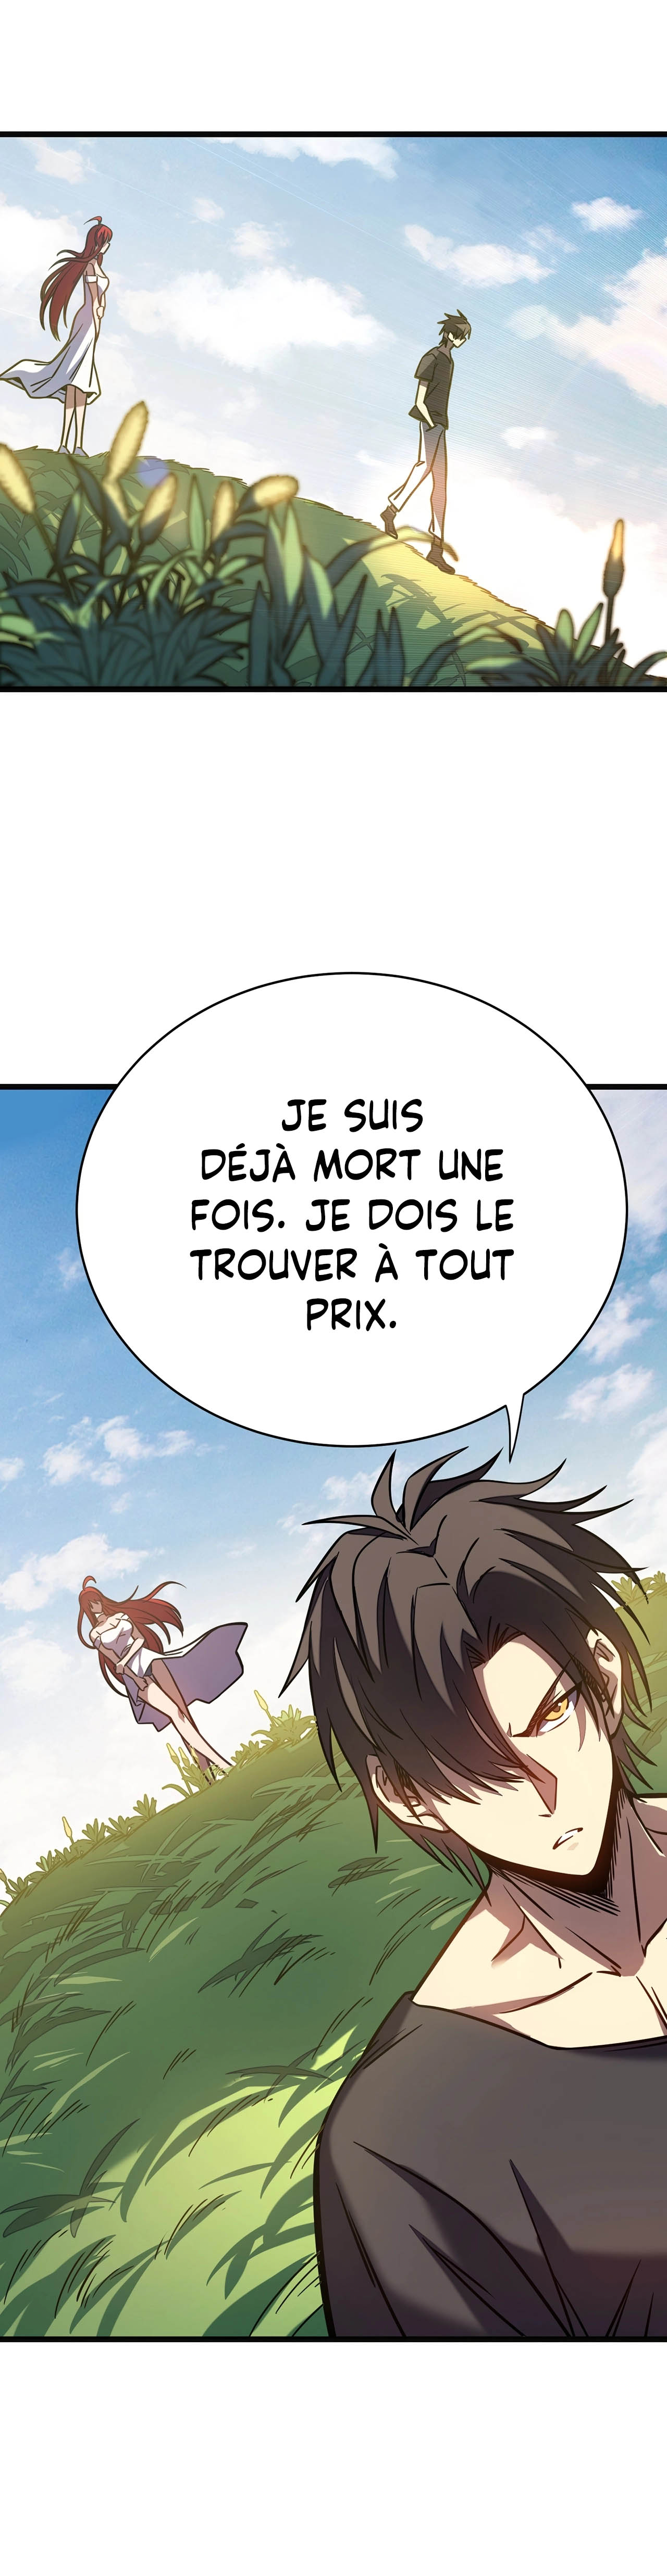 JE SUIS
DÉJÀ MORT UNE
FOIS. JE DOIS LE
TROUVER À TOUT
PRIX.